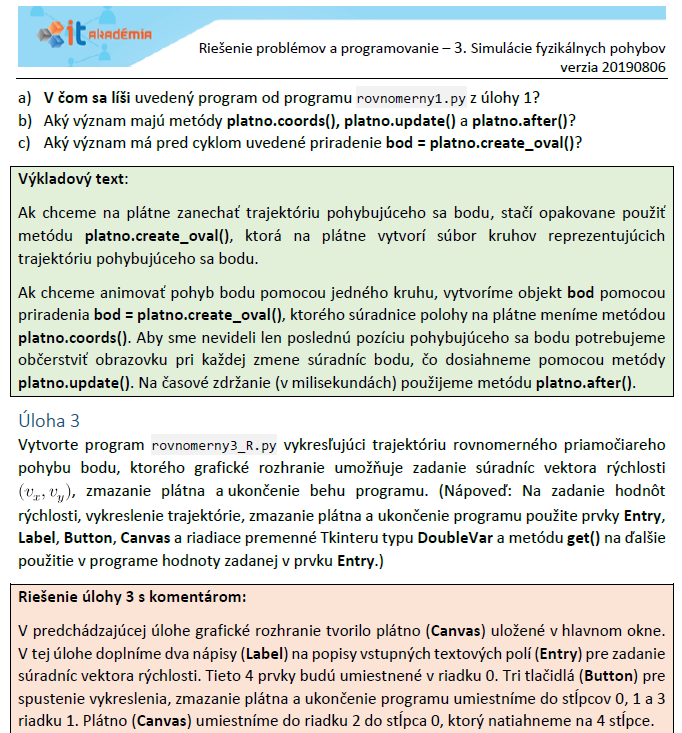 it akadémia
Riešenie problémov a programovanie – 3. Simulácie fyzikálnych pohybov
verzia 20190806
a) V čom sa líši uvedený program od programu rovnomerny1.py z úlohy 1?
b) Aký význam majú metódy platno.coords(), platno.update() a platno.after()?
c) Aký význam má pred cyklom uvedené priradenie bod = platno.create_oval()?
Výkladový text:
Ak chceme na plátne zanechať trajektóriu pohybujúceho sa bodu, stačí opakovane použiť
metódu platno.create_oval(), ktorá na plátne vytvorí súbor kruhov reprezentujúcich
trajektóriu pohybujúceho sa bodu.
Ak chceme animovať pohyb bodu pomocou jedného kruhu, vytvoríme objekt bod pomocou
priradenia bod = platno.create_oval(), ktorého súradnice polohy na plátne meníme metódou
platno.coords(). Aby sme nevideli len poslednú pozíciu pohybujúceho sa bodu potrebujeme
občerstviť obrazovku pri každej zmene súradníc bodu, čo dosiahneme pomocou metódy
platno.update(). Na časové zdržanie (v milisekundách) použijeme metódu platno.after().
Úloha 3
Vytvorte program rovnomerny3_R.py vykresľujúci trajektóriu rovnomerného priamočiareho
pohybu bodu, ktorého grafické rozhranie umožňuje zadanie súradníc vektora rýchlosti
(vx, vy), zmazanie plátna a ukončenie behu programu. (Nápoveď: Na zadanie hodnôt
rýchlosti, vykreslenie trajektórie, zmazanie plátna a ukončenie programu použite prvky Entry,
Label, Button, Canvas a riadiace premenné Tkinteru typu DoubleVar a metódu get() na ďalšie
použitie v programe hodnoty zadanej v prvku Entry.)
Riešenie úlohy 3 s komentárom:
V predchádzajúcej úlohe grafické rozhranie tvorilo plátno (Canvas) uložené v hlavnom okne.
V tej úlohe doplníme dva nápisy (Label) na popisy vstupných textových polí (Entry) pre zadanie
súradníc vektora rýchlosti. Tieto 4 prvky budú umiestnené v riadku 0. Tri tlačidlá (Button) pre
spustenie vykreslenia, zmazanie plátna a ukončenie programu umiestníme do stĺpcov 0, 1 a 3
riadku 1. Plátno (Canvas) umiestníme do riadku 2 do stĺpca 0, ktorý natiahneme na 4 stĺpce.